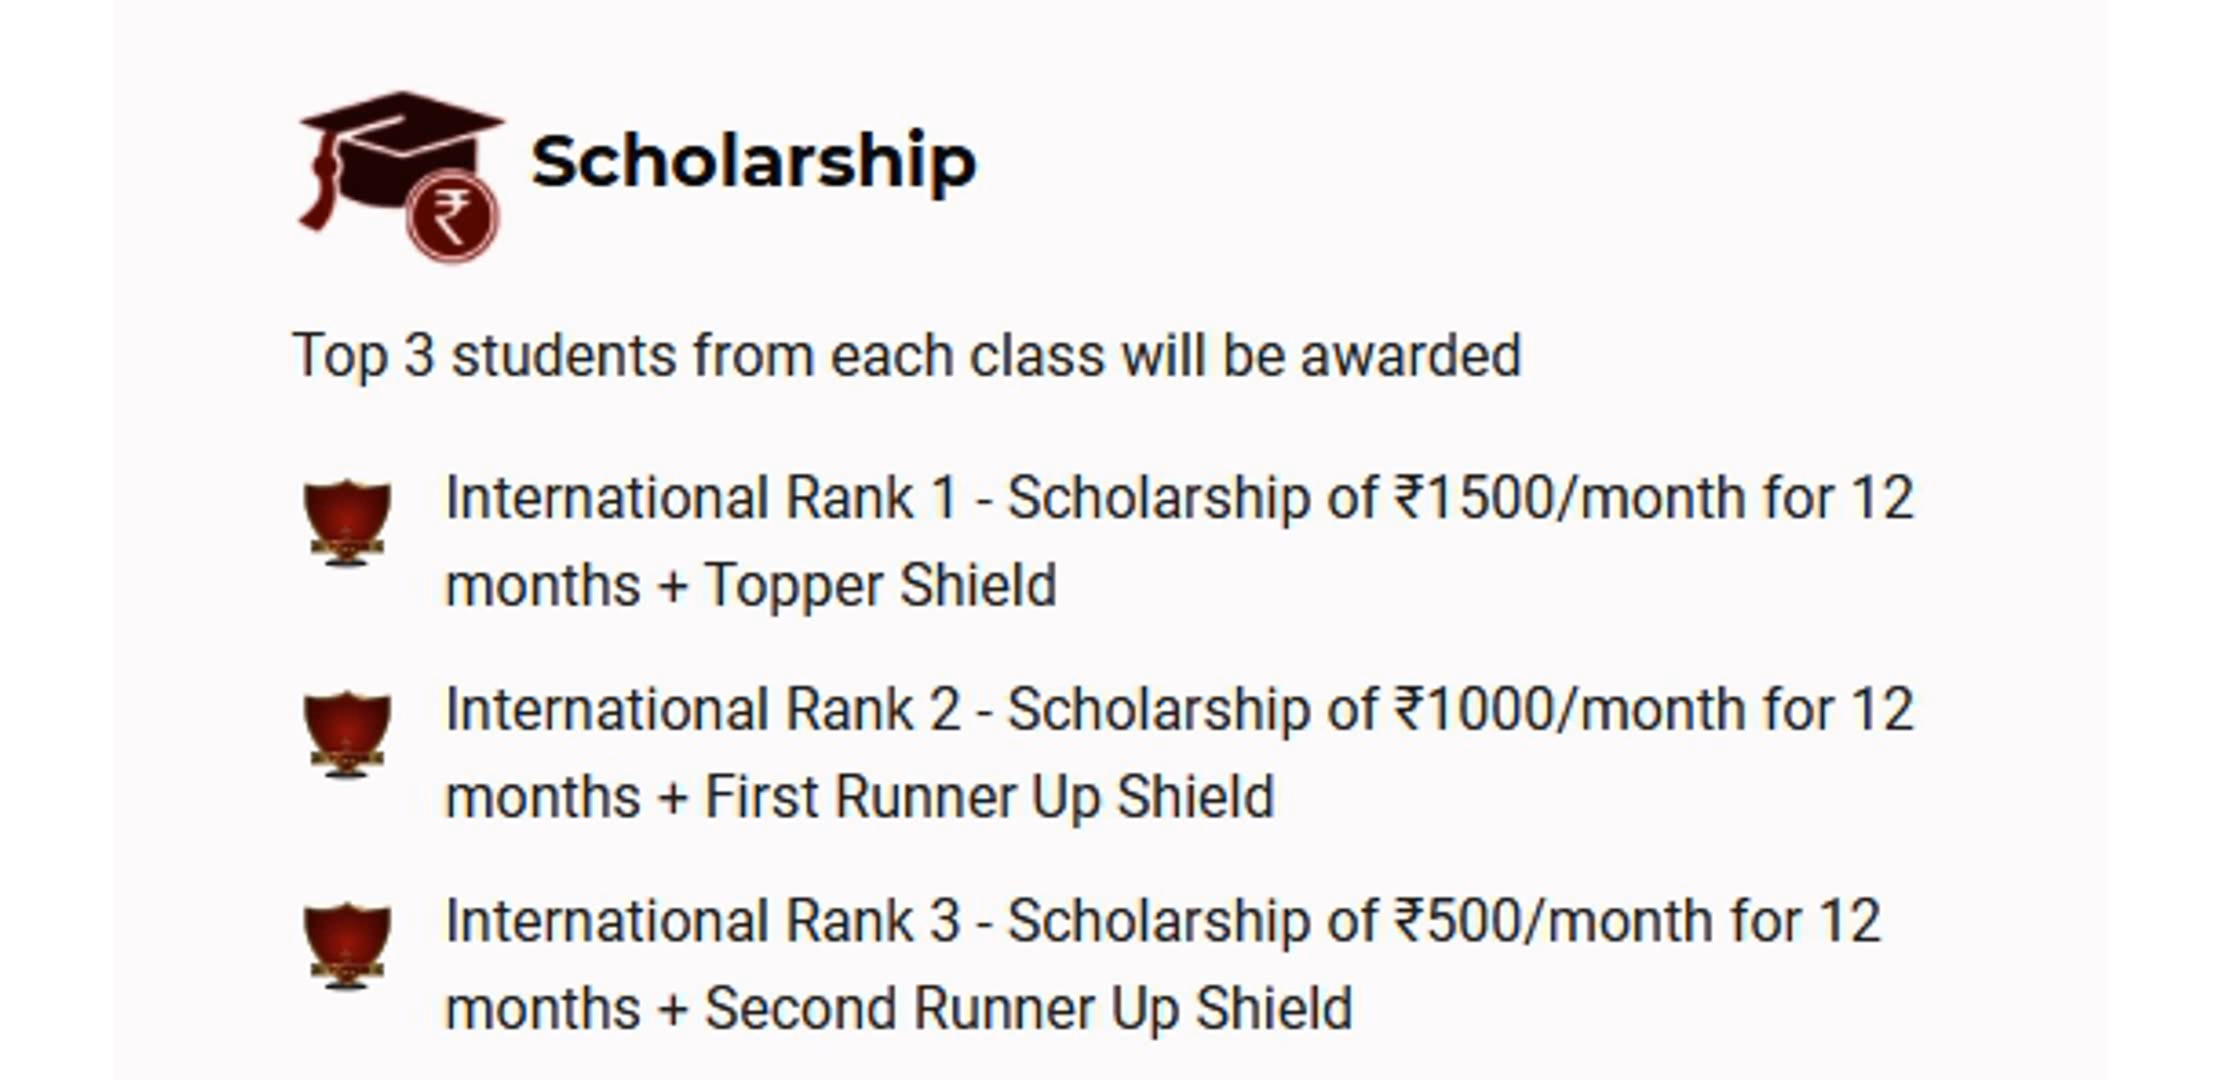 Scholarship
Top 3 students from each class will be awarded
International Rank 1 - Scholarship of ₹1500/month for 12
months + Topper Shield
International Rank 2 - Scholarship of ₹1000/month for 12
months + First Runner Up Shield
International Rank 3 - Scholarship of ₹500/month for 12
months + Second Runner Up Shield